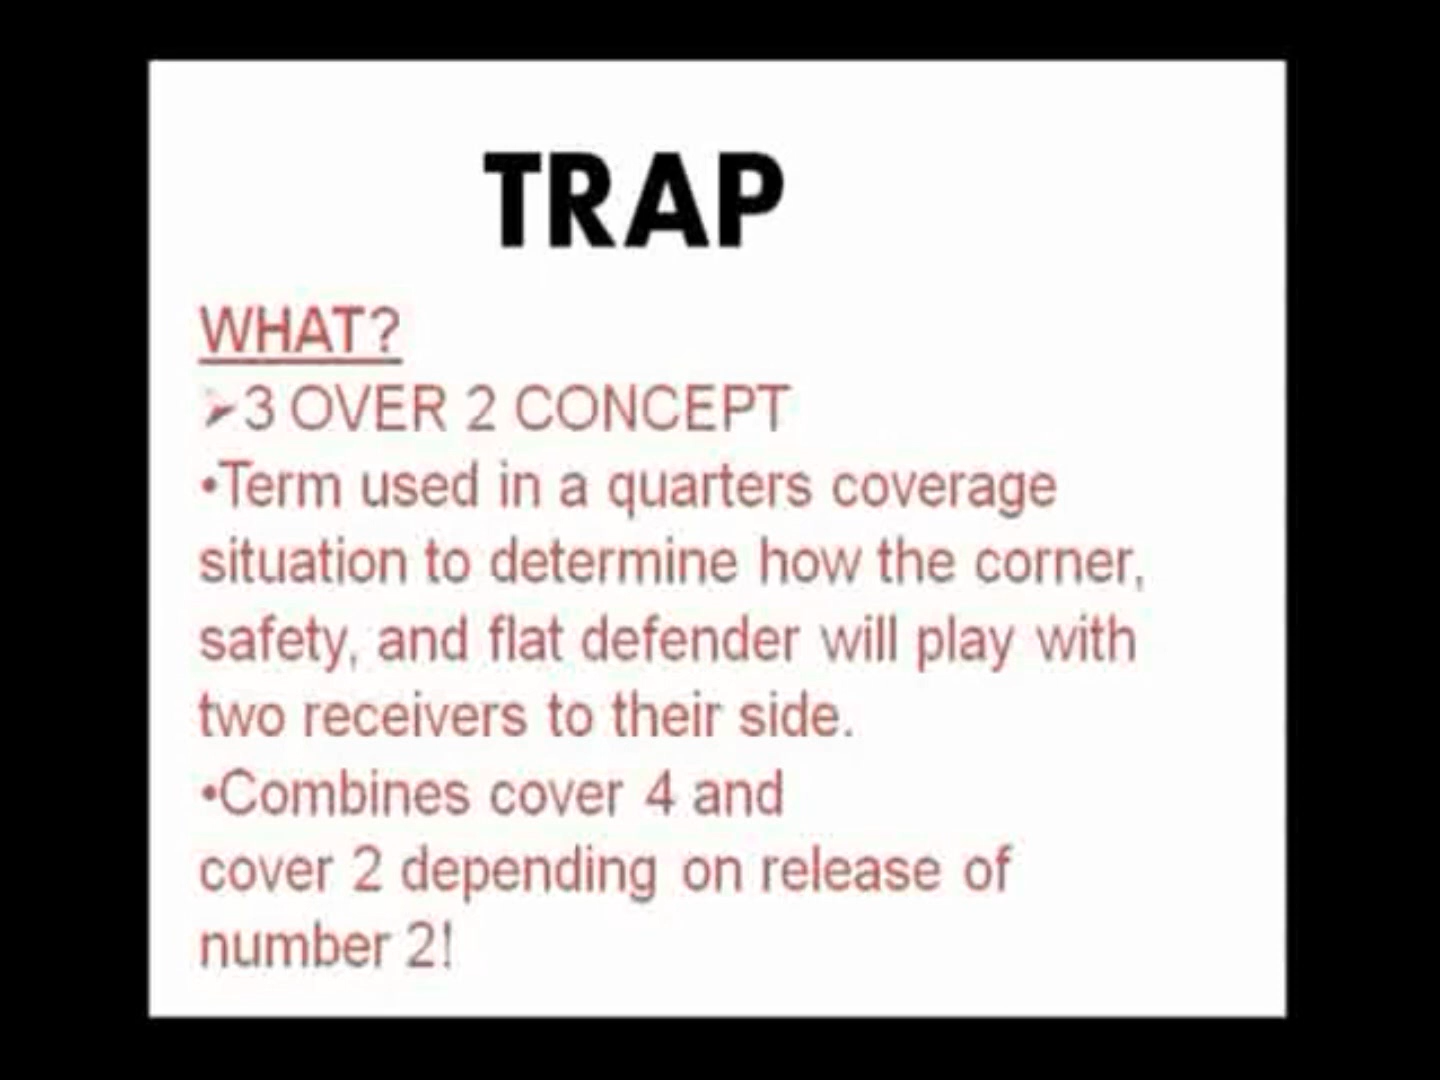 TRAP
WHAT?
➢3 OVER 2 CONCEPT
•Term used in a quarters coverage
situation to determine how the corner,
safety, and flat defender will play with
two receivers to their side.
•Combines cover 4 and
cover 2 depending on release of
number 2!